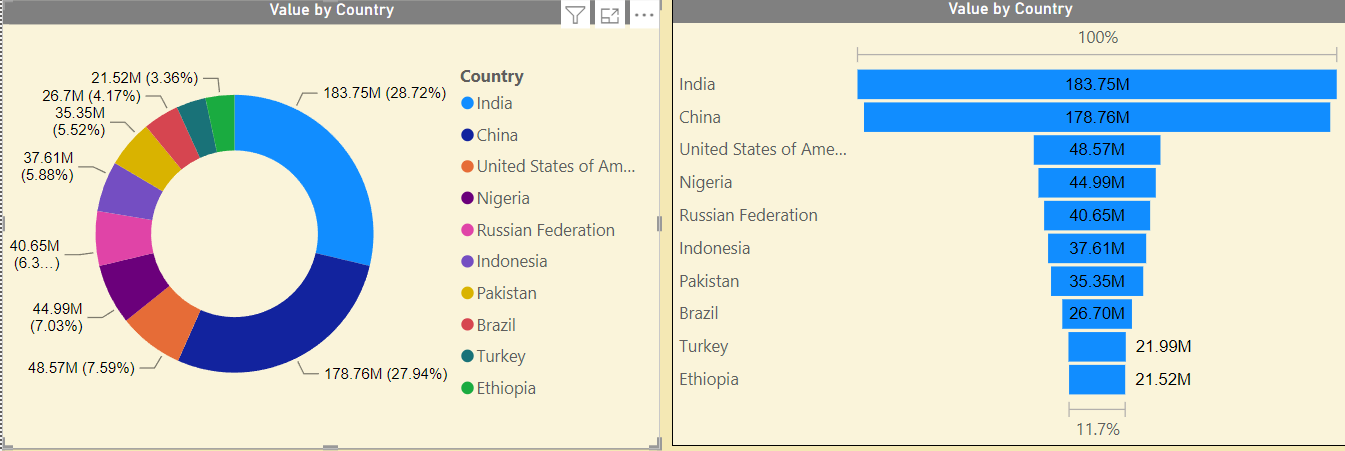 Value by Country
21.52M (3.36%)
26.7M (4.17%)
35.35M
(5.52%)
37.61M
(5.88%)
40.65M
(6.3...)
44.99M
(7.03%)
48.57M (7.59%)
183.75M (28.72%)
178.76M (27.94%)
Country
India
China
United States of Am...
Nigeria
Russian Federation
Indonesia
Pakistan
Brazil
Turkey
Ethiopia
Value by Country
100%
India 183.75M
China 178.76M
United States of Ame... 48.57M
Nigeria 44.99M
Russian Federation 40.65M
Indonesia 37.61M
Pakistan 35.35M
Brazil 26.70M
Turkey 21.99M
Ethiopia 21.52M
11.7%